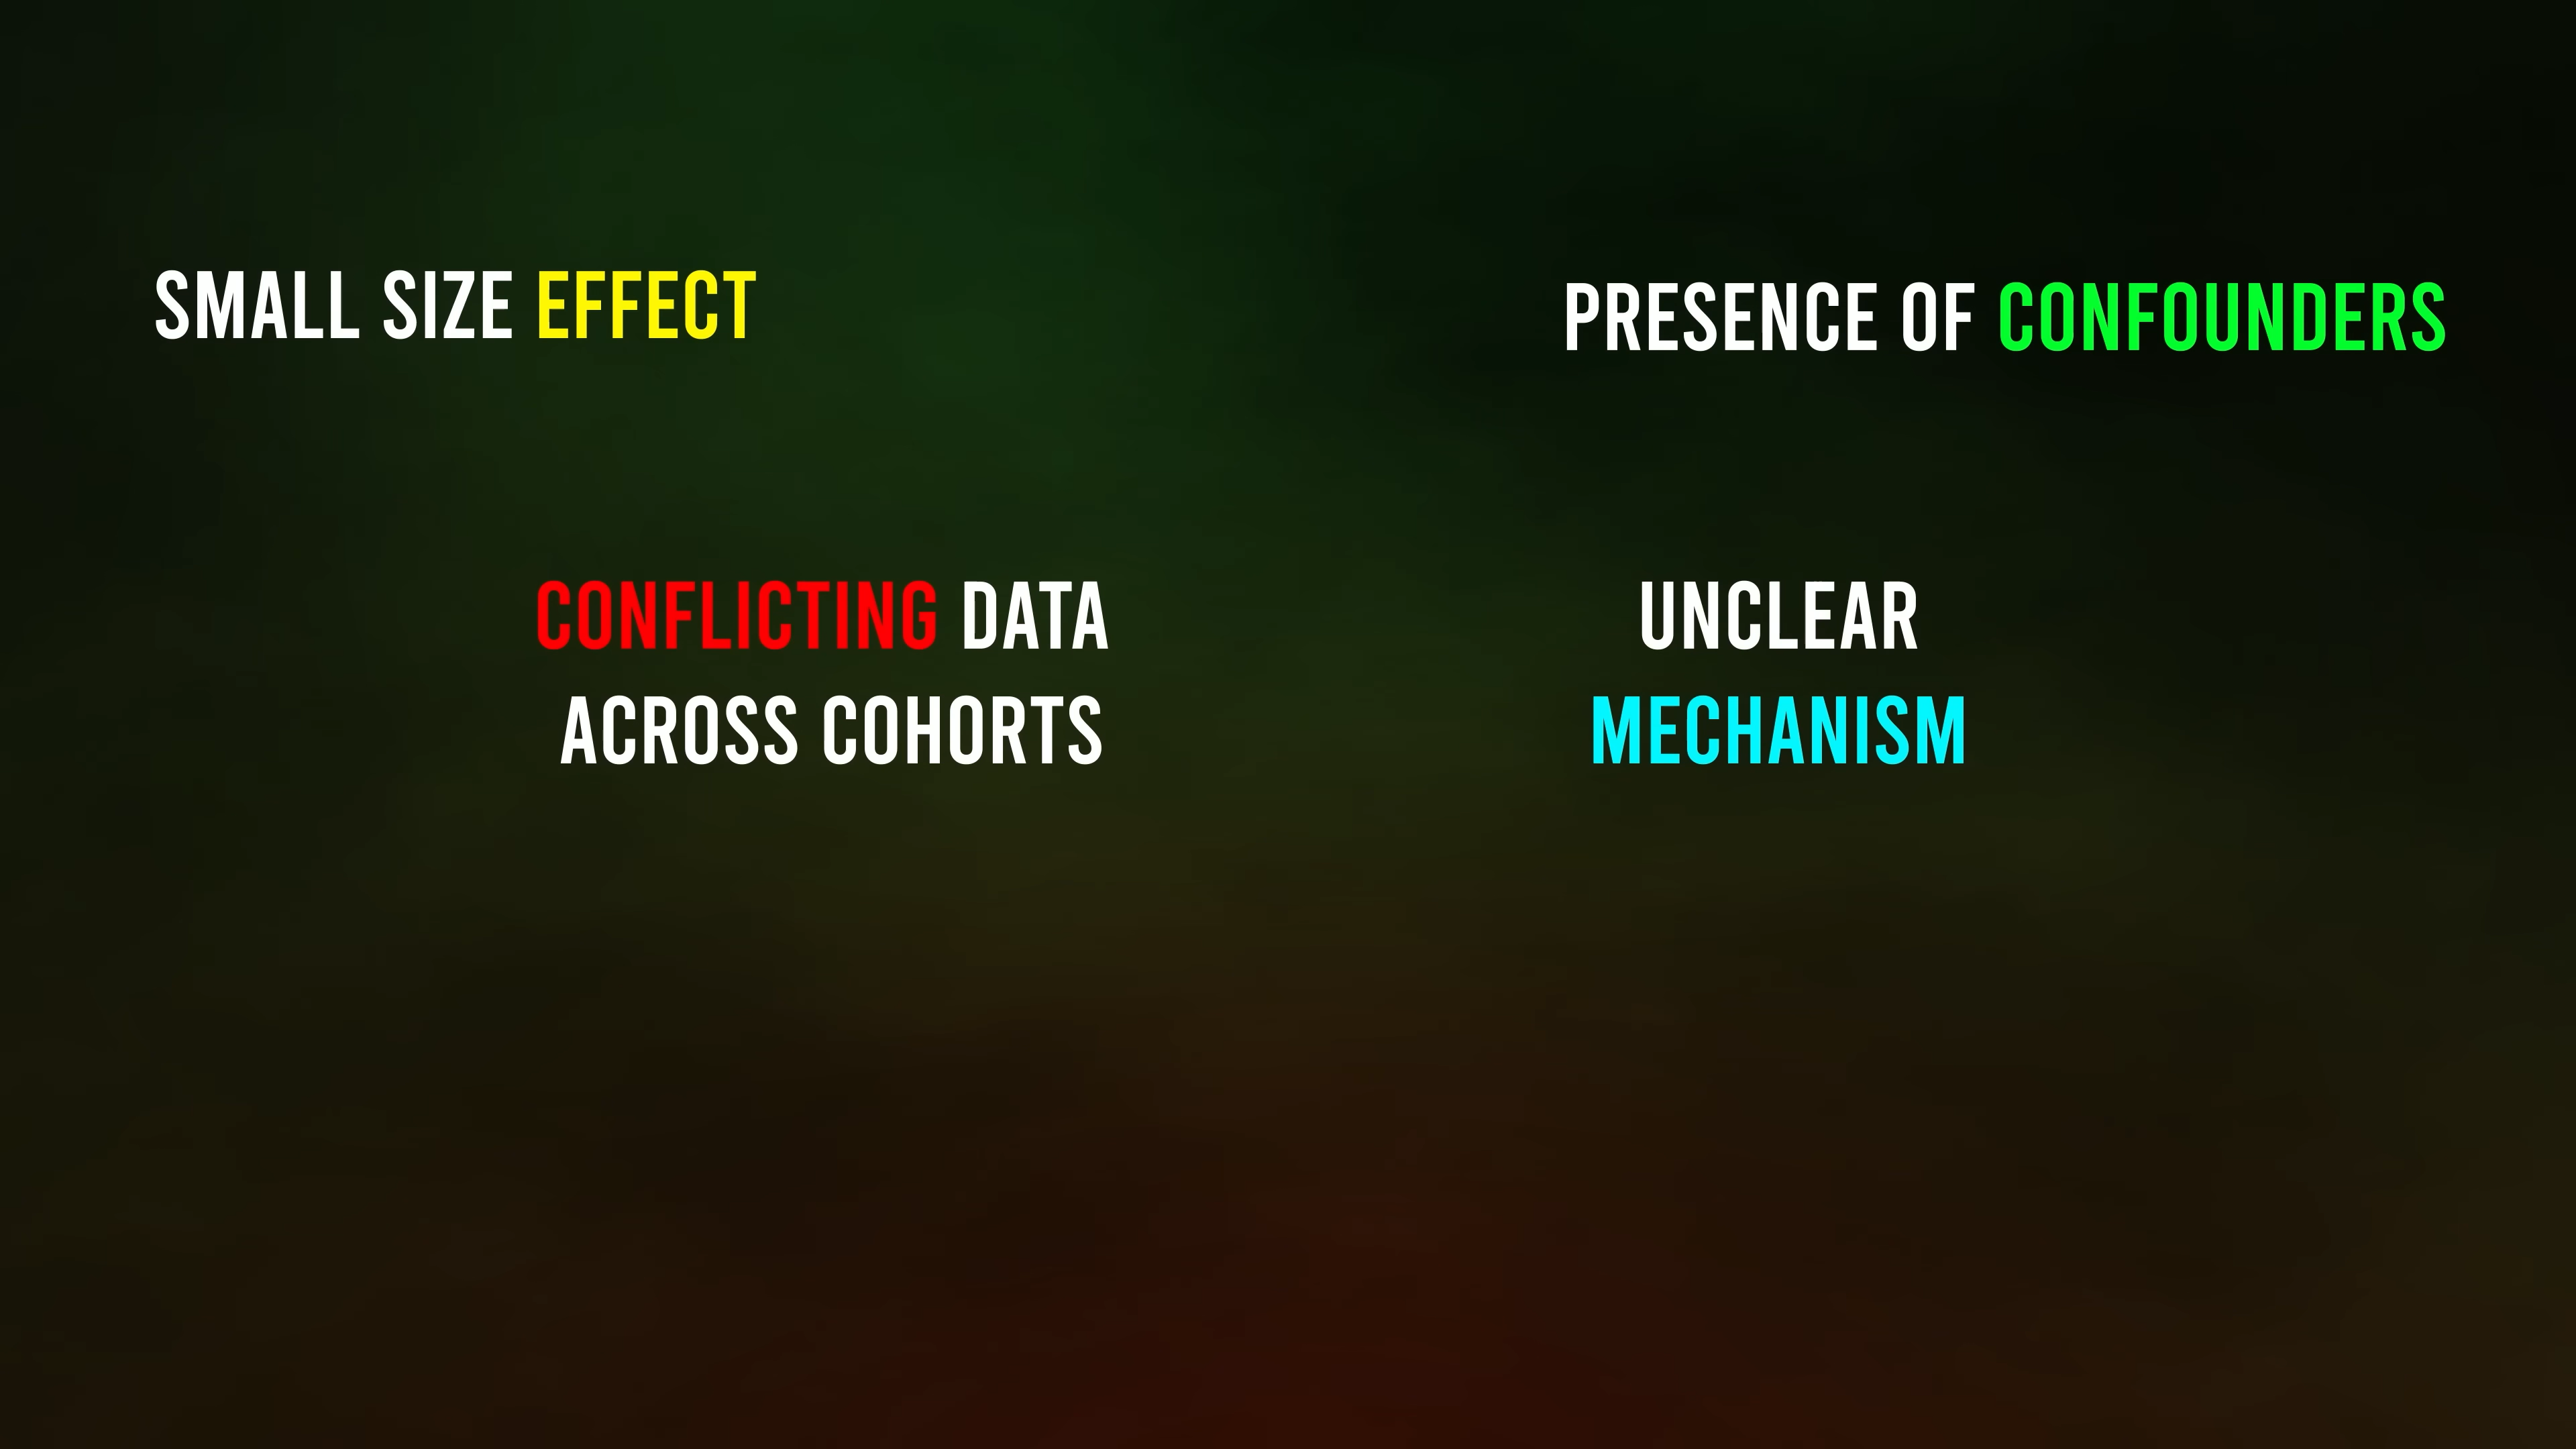 SMALL SIZE EFFECT
PRESENCE OF CONFOUNDERS
CONFLICTING DATA
ACROSS COHORTS
UNCLEAR
MECHANISM